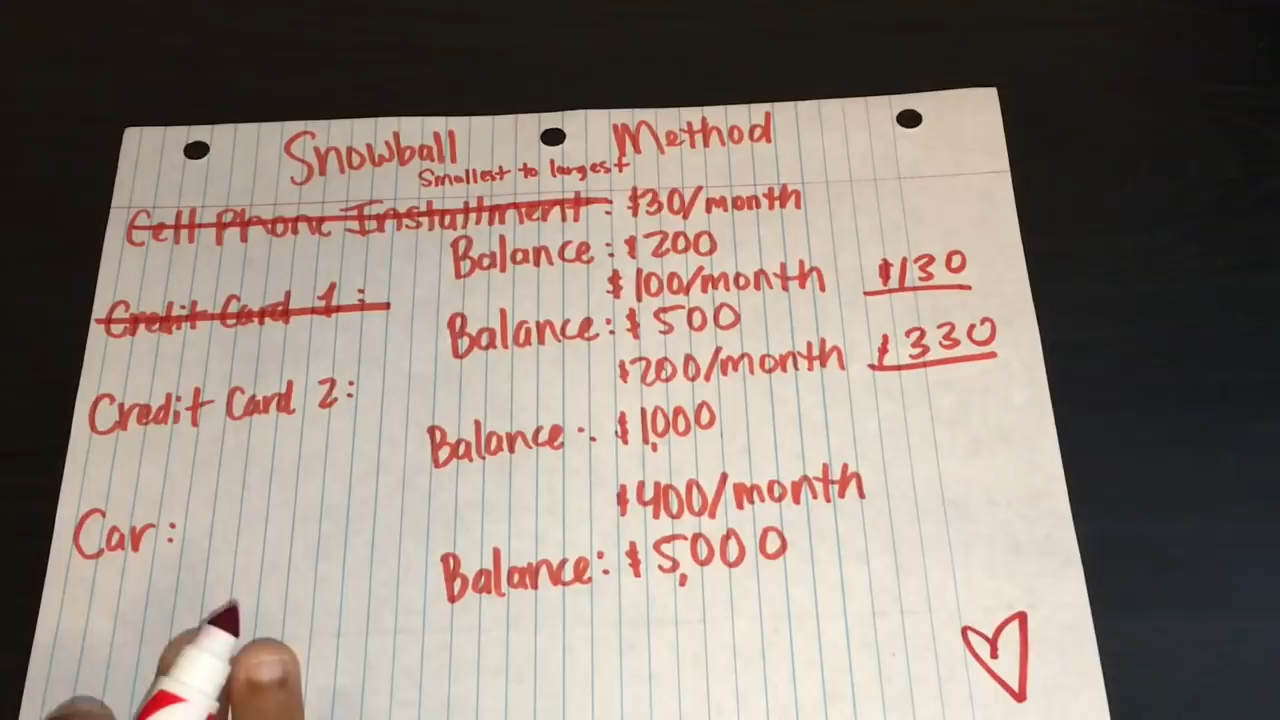 Snowball Method
Smallest to largest
Cell Phone Installment: $30/month
Balance: $200
$100/month $130
Credit Card 1:
Balance: $500
$200/month $330
Credit Card 2:
Balance: $1,000
$400/month
Car:
Balance: $5,000